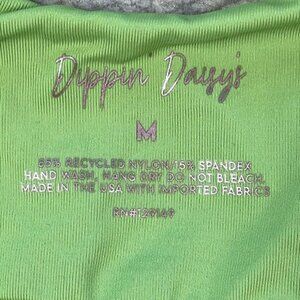 Dippin' Daisy's
M
85% RECYCLED NYLON/15% SPANDEX
HAND WASH, HANG DRY DO NOT BLEACH.
MADE IN THE USA WITH IMPORTED FABRICS
RN#129149